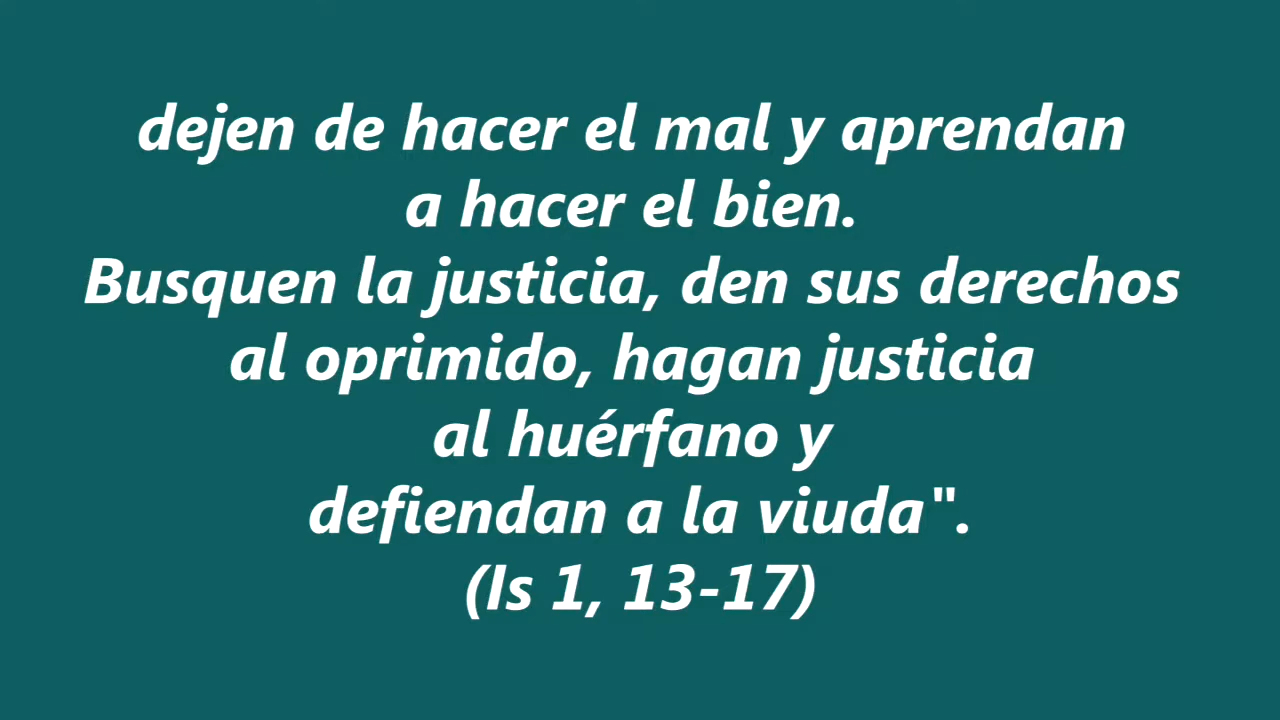 dejen de hacer el mal y aprendan
a hacer el bien.
Busquen la justicia, den sus derechos
al oprimido, hagan justicia
al huérfano y
defiendan a la viuda".
(Is 1, 13-17)